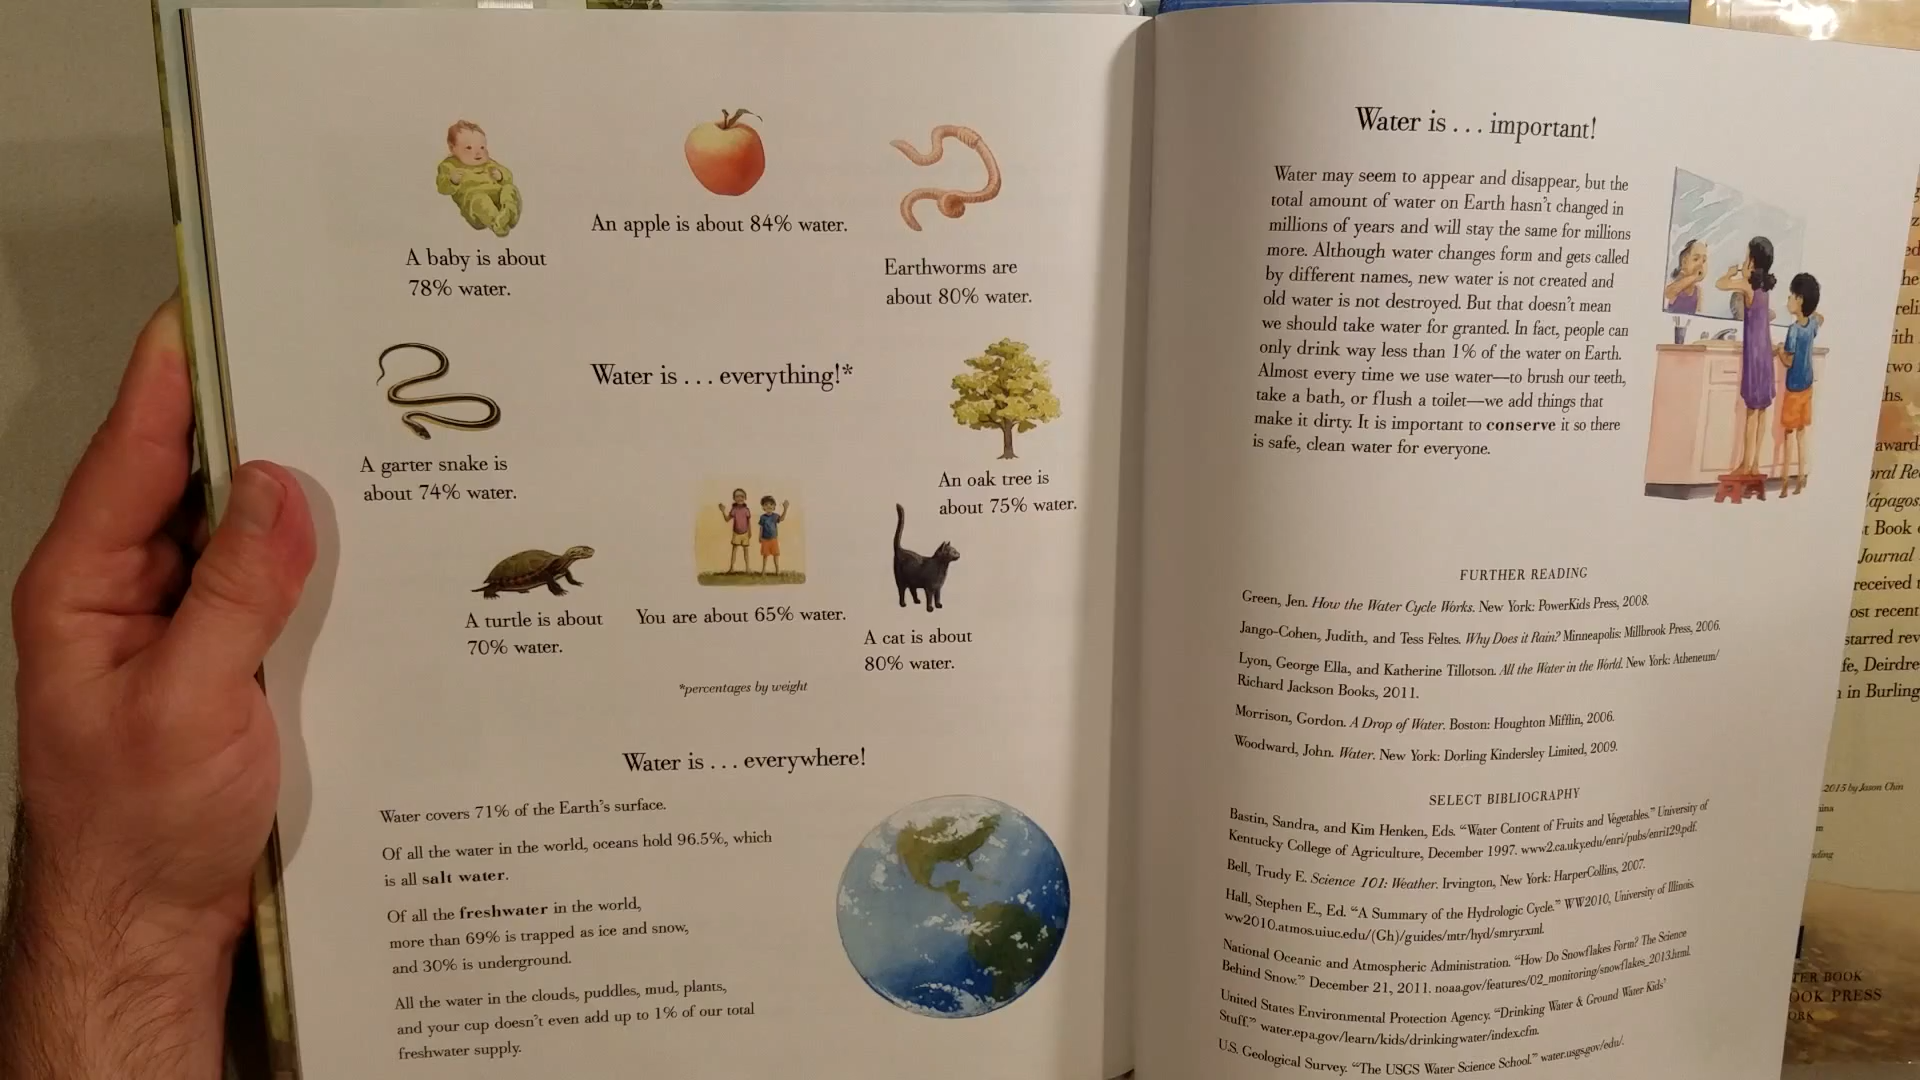 A baby is about
78% water.
An apple is about 84% water.
Earthworms are
about 80% water.
A garter snake is
about 74% water.
Water is . . . everything!*
An oak tree is
about 75% water.
A turtle is about
70% water.
You are about 65% water.
A cat is about
80% water.
*percentages by weight
Water is . . . everywhere!
Water covers 71% of the Earth's surface.
Of all the water in the world, oceans hold 96.5%, which
is all salt water.
Of all the freshwater in the world,
more than 69% is trapped as ice and snow,
and 30% is underground.
All the water in the clouds, puddles, mud, plants,
and your cup doesn't even add up to 1% of our total
freshwater supply.
Water is . . . important!
Water may seem to appear and disappear, but the
total amount of water on Earth hasn't changed in
millions of years and will stay the same for millions
more. Although water changes form and gets called
by different names, new water is not created and
old water is not destroyed. But that doesn't mean
we should take water for granted. In fact, people can
only drink way less than 1% of the water on Earth.
Almost every time we use water—to brush our teeth,
take a bath, or flush a toilet—we add things that
make it dirty. It is important to conserve it so there
is safe, clean water for everyone.
FURTHER READING
Green, Jen. How the Water Cycle Works. New York: PowerKids Press, 2008.
Jango-Cohen, Judith, and Tess Feltes. Why Does it Rain? Minneapolis: Millbrook Press, 2006.
Lyon, George Ella, and Katherine Tillotson. All the Water in the World. New York: Atheneum/
Richard Jackson Books, 2011.
Morrison, Gordon. A Drop of Water. Boston: Houghton Mifflin, 2006.
Woodward, John. Water. New York: Dorling Kindersley Limited, 2009.
SELECT BIBLIOGRAPHY
Bastin, Sandra, and Kim Henken, Eds. "Water Content of Fruits and Vegetables." University of
Kentucky College of Agriculture, December 1997. www2.ca.uky.edu/enri/pubs/enri129.pdf.
Bell, Trudy E. Science 101: Weather. Irvington, New York: HarperCollins, 2007.
Hall, Stephen E., Ed. "A Summary of the Hydrologic Cycle." WW2010, University of Illinois.
ww2010.atmos.uiuc.edu/(Gh)/guides/mtr/hyd/smry.rxml.
National Oceanic and Atmospheric Administration. "How Do Snowflakes Form? The Science
Behind Snow." December 21, 2011. noaa.gov/features/02_monitoring/snowflakes_2013.html.
United States Environmental Protection Agency. "Drinking Water & Ground Water Kids'
Stuff." water.epa.gov/learn/kids/drinkingwater/index.cfm.
U.S. Geological Survey. "The USGS Water Science School." water.usgs.gov/edu/.
two
award-
Book
Journal
received
ost recent
starred rev
Deirdre
in Burling
2015 by Jason Chin
BOOK
PRESS